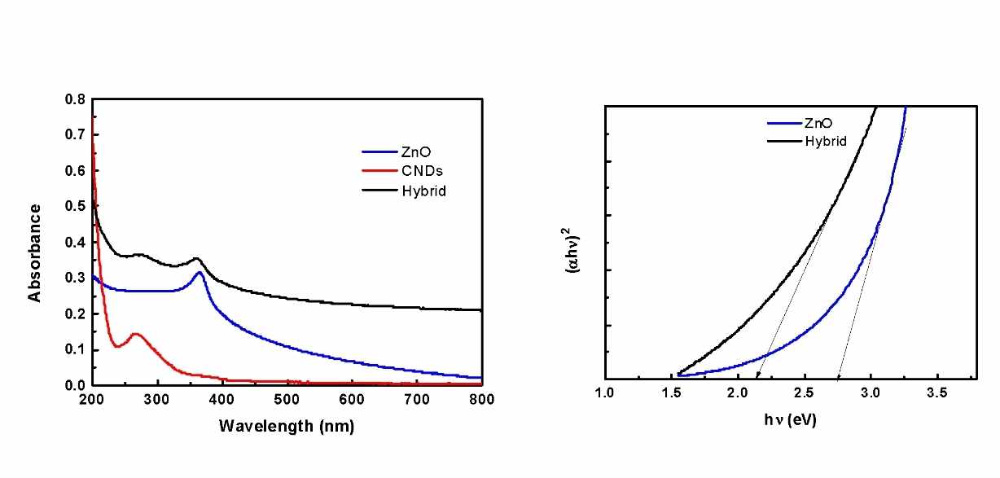 0.8
0.7
0.6
0.5
0.4
0.3
0.2
0.1
0.0
Absorbance
ZnO
CNDs
Hybrid
200 300 400 500 600 700 800
Wavelength (nm)
(αhν)²
ZnO
Hybrid
1.0 1.5 2.0 2.5 3.0 3.5
hν (eV)